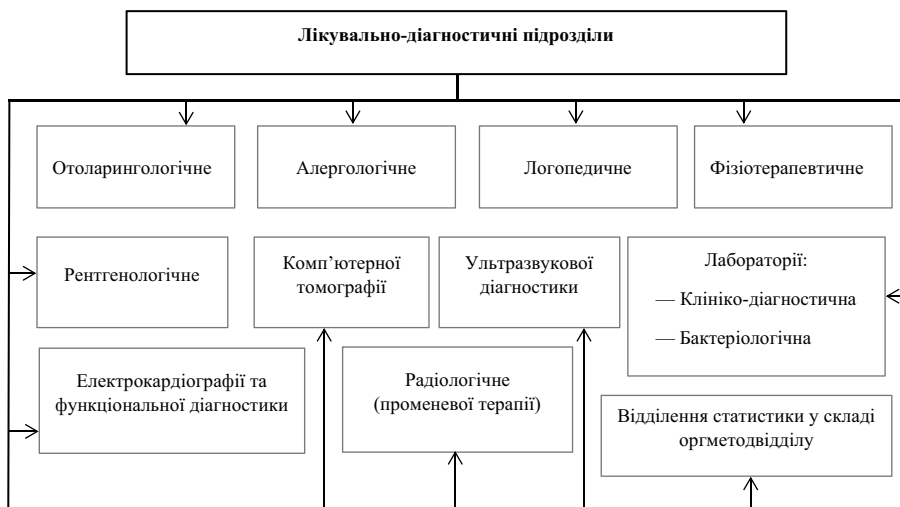 Лікувально-діагностичні підрозділи
Отоларингологічне
Алергологічне
Логопедичне
Фізіотерапевтичне
Рентгенологічне
Комп’ютерної
томографії
Ультразвукової
діагностики
Лабораторії:
— Клініко-діагностична
— Бактеріологічна
Електрокардіографії та
функціональної діагностики
Радіологічне
(променевої терапії)
Відділення статистики у складі
оргметодвідділу